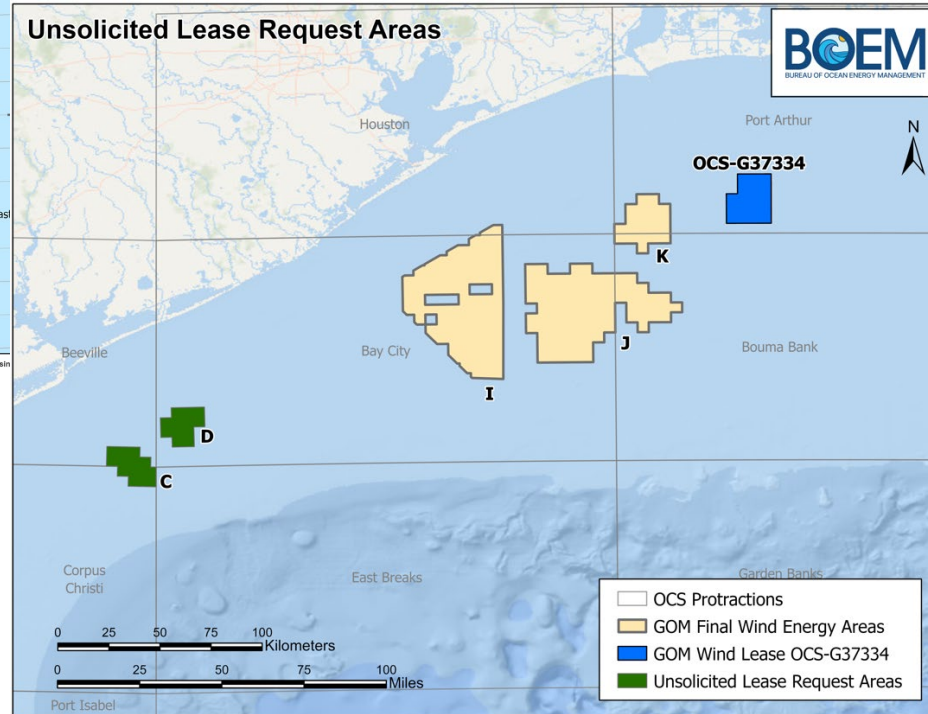 Unsolicited Lease Request Areas
BOEM
BUREAU OF OCEAN ENERGY MANAGEMENT
Houston
Port Arthur
N
OCS-G37334
K
Beeville
Bay City
J
Bouma Bank
I
D
C
Corpus
Christi
East Breaks
Garden Banks
OCS Protractions
GOM Final Wind Energy Areas
GOM Wind Lease OCS-G37334
Unsolicited Lease Request Areas
0 25 50 75 100
Kilometers
0 25 50 75 100
Miles
Port Isabel